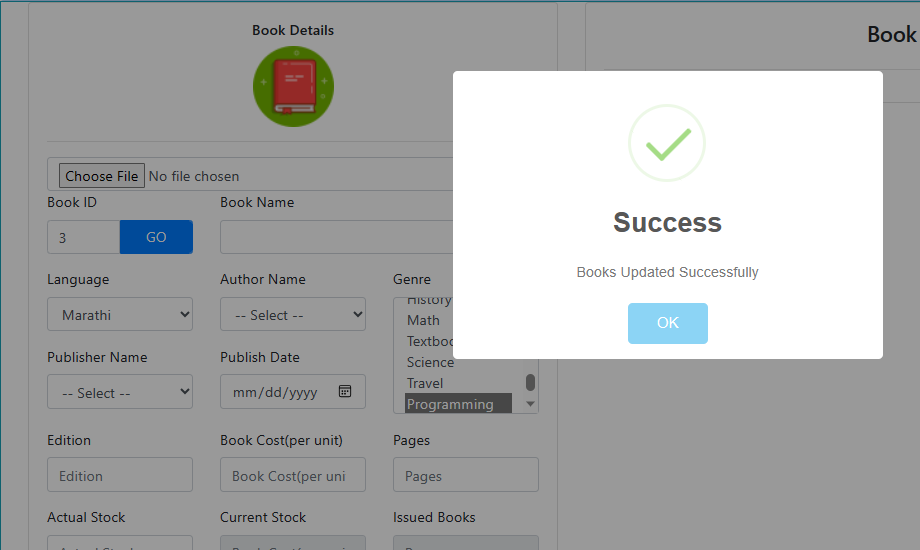 Book Details
Book
Choose File No file chosen
Book ID Book Name
3 GO
Language Author Name Genre
Marathi -- Select -- History
Math
Textboo
Publisher Name Publish Date
Science
Travel
-- Select -- mm/dd/yyyy
Programming
Edition Book Cost(per unit) Pages
Edition Book Cost(per uni Pages
Actual Stock Current Stock Issued Books
Success
Books Updated Successfully
OK